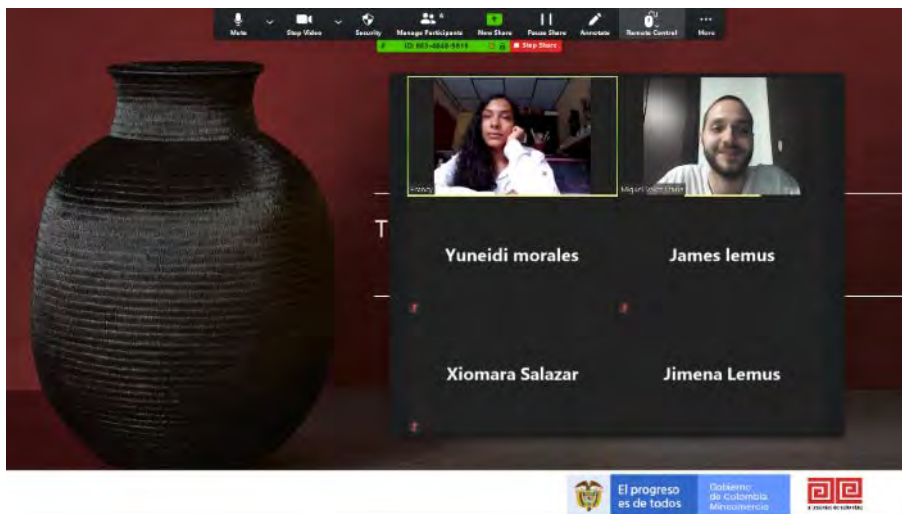 Mute
Stop Video
Security
Manage Participants
New Share
Pause Share
Annotate
Remote Control
More
Stop Share
T
Francy
Yuneidi morales
James lemus
Xiomara Salazar
Jimena Lemus
El progreso
es de todos
Gobierno
de Colombia
Mincomercio